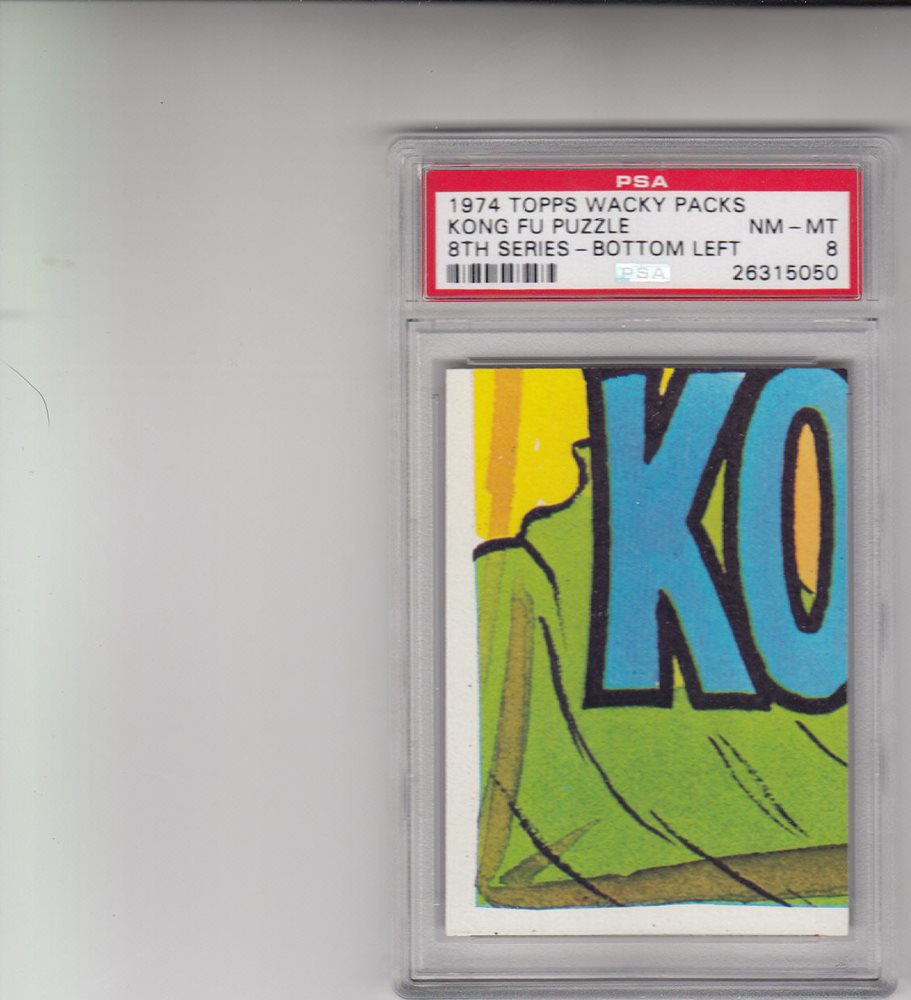 PSA
1974 TOPPS WACKY PACKS
KONG FU PUZZLE NM - MT
8TH SERIES - BOTTOM LEFT 8
PSA 26315050
KO